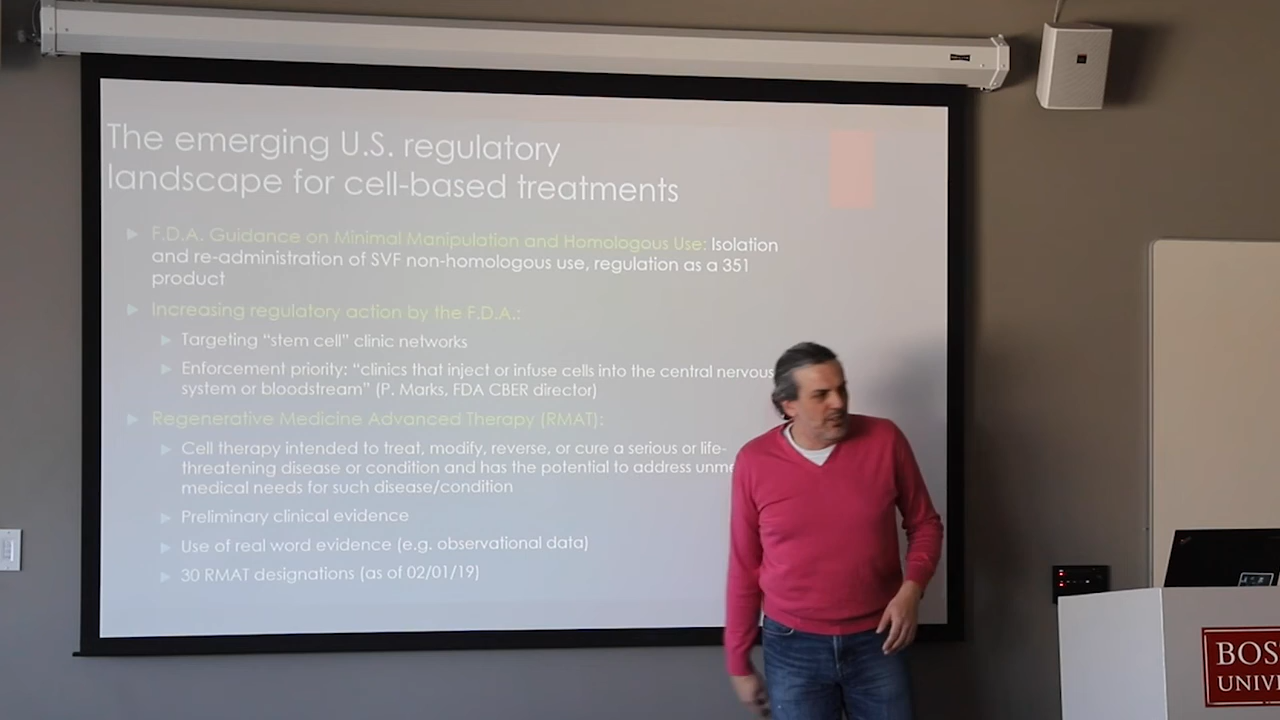 The emerging U.S. regulatory
landscape for cell-based treatments
F.D.A. Guidance on Minimal Manipulation and Homologous Use: Isolation
and re-administration of SVF non-homologous use, regulation as a 351
product
Increasing regulatory action by the F.D.A.:
Targeting “stem cell” clinic networks
Enforcement priority: “clinics that inject or infuse cells into the central nervous
system or bloodstream” (P. Marks, FDA CBER director)
Regenerative Medicine Advanced Therapy (RMAT):
Cell therapy intended to treat, modify, reverse, or cure a serious or life-
threatening disease or condition and has the potential to address unme
medical needs for such disease/condition
Preliminary clinical evidence
Use of real word evidence (e.g. observational data)
30 RMAT designations (as of 02/01/19)
BOS
UNIVE